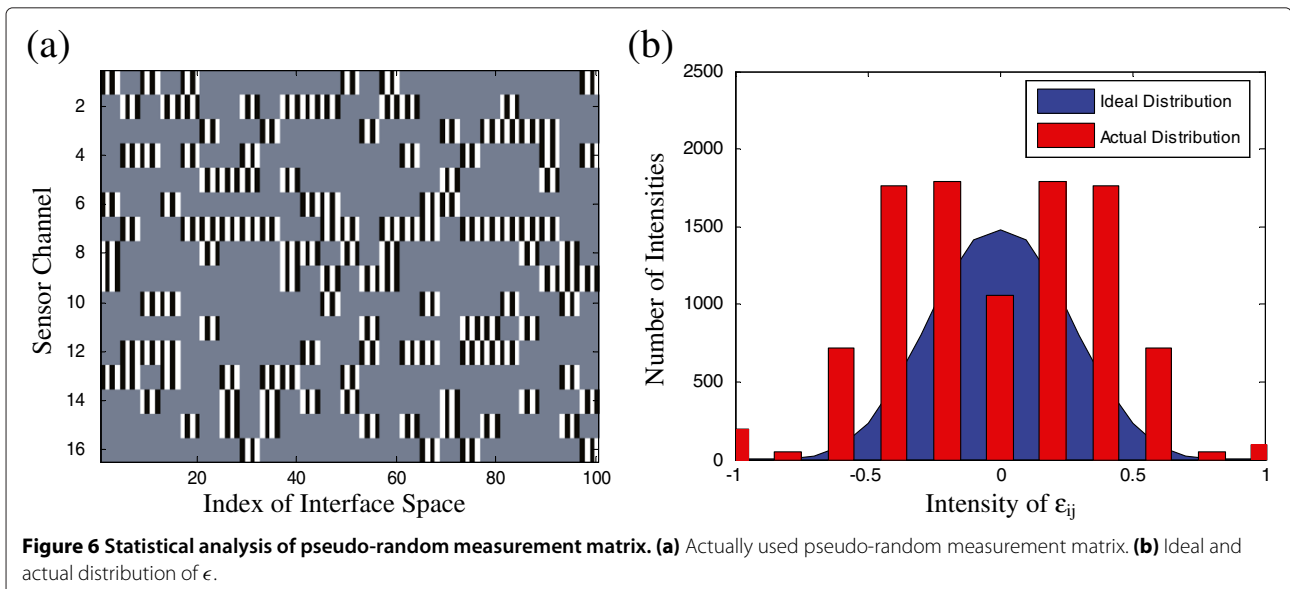 (a)
2
4
6
8
10
12
14
16
Sensor Channel
20 40 60 80 100
Index of Interface Space
(b)
2500
2000
1500
1000
500
0
Number of Intensities
Ideal Distribution
Actual Distribution
-1 -0.5 0 0.5 1
Intensity of εij
Figure 6 Statistical analysis of pseudo-random measurement matrix. (a) Actually used pseudo-random measurement matrix. (b) Ideal and
actual distribution of ϵ.